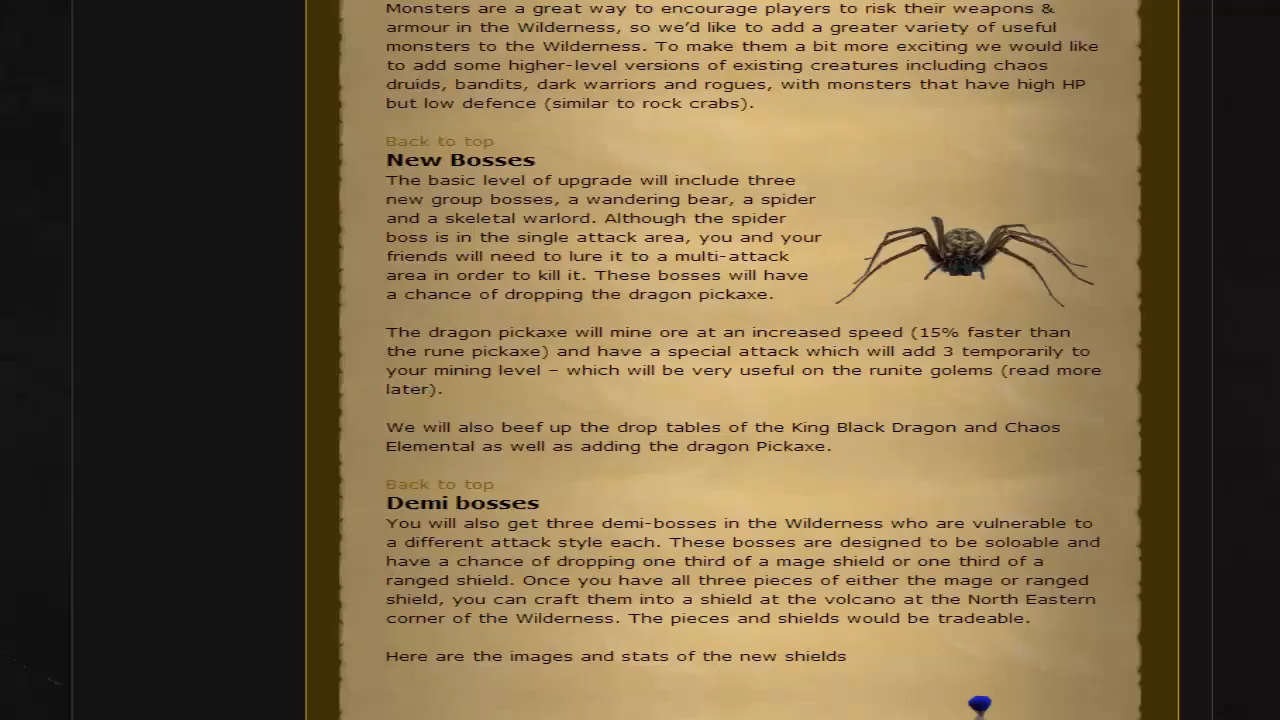 Monsters are a great way to encourage players to risk their weapons &
armour in the Wilderness, so we'd like to add a greater variety of useful
monsters to the Wilderness. To make them a bit more exciting we would like
to add some higher-level versions of existing creatures including chaos
druids, bandits, dark warriors and rogues, with monsters that have high HP
but low defence (similar to rock crabs).
Back to top
New Bosses
The basic level of upgrade will include three
new group bosses, a wandering bear, a spider
and a skeletal warlord. Although the spider
boss is in the single attack area, you and your
friends will need to lure it to a multi-attack
area in order to kill it. These bosses will have
a chance of dropping the dragon pickaxe.
The dragon pickaxe will mine ore at an increased speed (15% faster than
the rune pickaxe) and have a special attack which will add 3 temporarily to
your mining level – which will be very useful on the runite golems (read more
later).
We will also beef up the drop tables of the King Black Dragon and Chaos
Elemental as well as adding the dragon Pickaxe.
Back to top
Demi bosses
You will also get three demi-bosses in the Wilderness who are vulnerable to
a different attack style each. These bosses are designed to be soloable and
have a chance of dropping one third of a mage shield or one third of a
ranged shield. Once you have all three pieces of either the mage or ranged
shield, you can craft them into a shield at the volcano at the North Eastern
corner of the Wilderness. The pieces and shields would be tradeable.
Here are the images and stats of the new shields